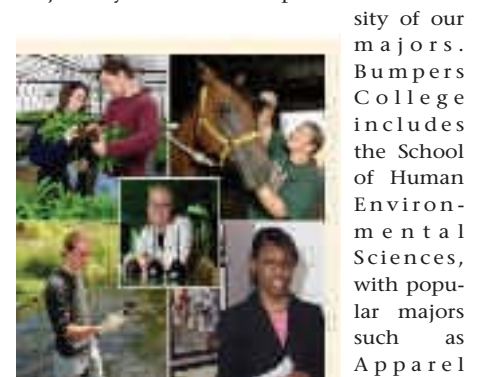 sity of our
majors.
Bumpers
College
includes
the School
of Human
Environ-
mental
Sciences,
with popu-
lar majors
such as
Apparel